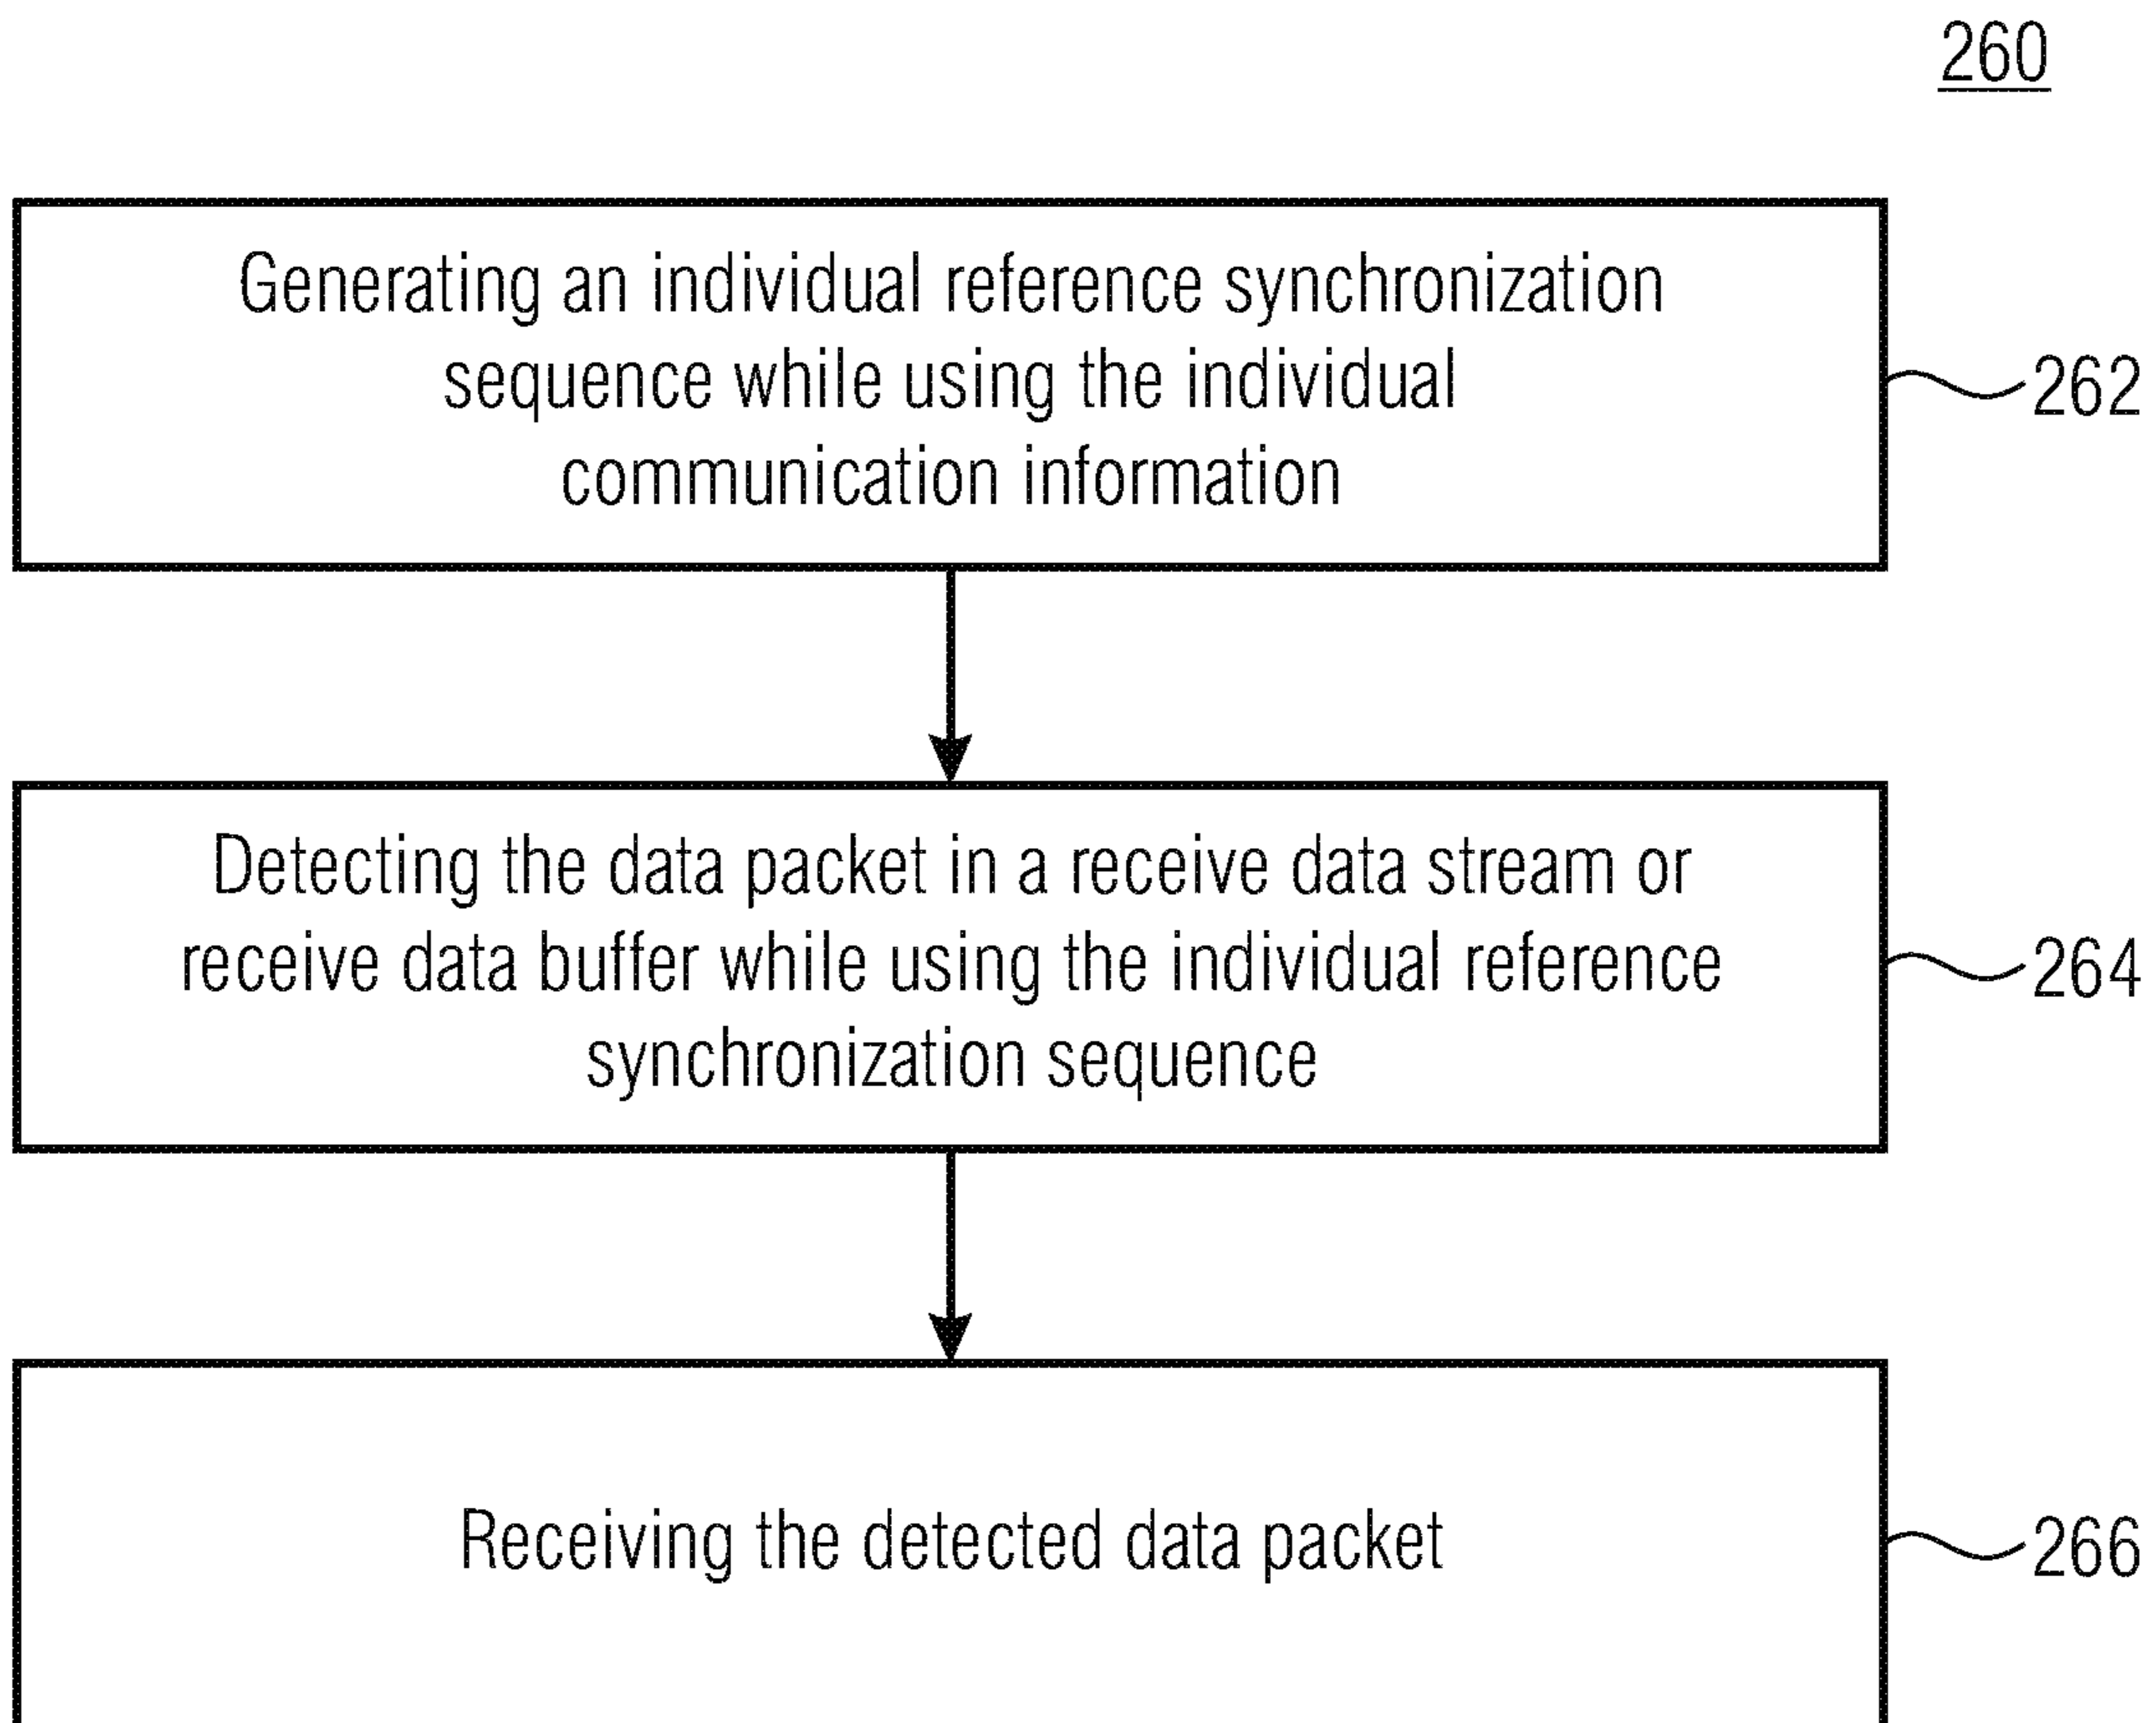 260
Generating an individual reference synchronization
sequence while using the individual
communication information
262
Detecting the data packet in a receive data stream or
receive data buffer while using the individual reference
synchronization sequence
264
Receiving the detected data packet
266